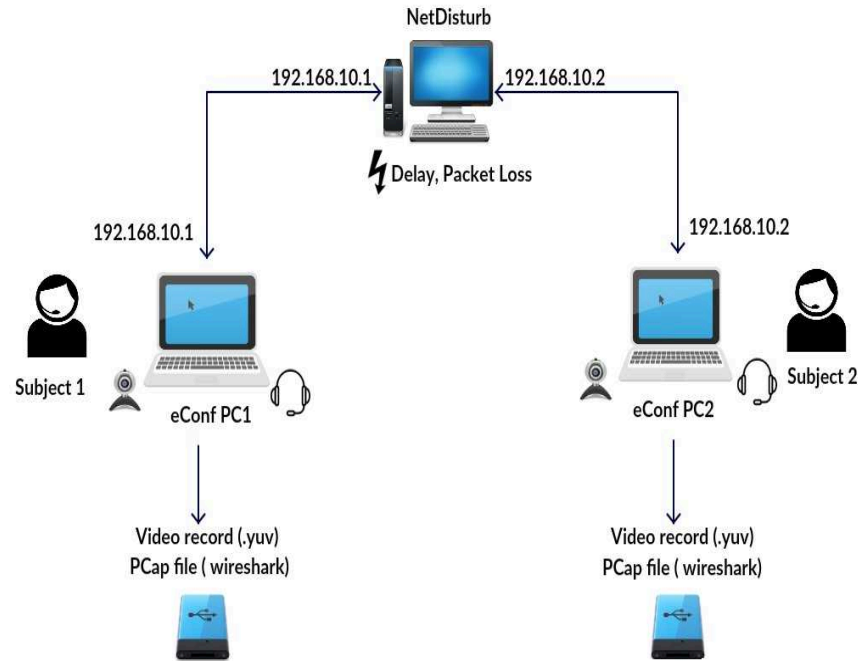 NetDisturb
192.168.10.1
192.168.10.2
Delay, Packet Loss
192.168.10.1
192.168.10.2
Subject 1
Subject 2
eConf PC1
eConf PC2
Video record (.yuv)
PCap file ( wireshark)
Video record (.yuv)
PCap file ( wireshark)